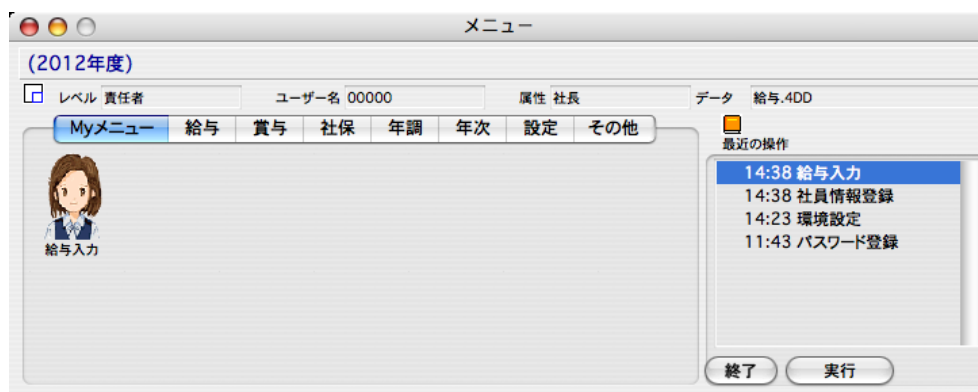 メニュー
(2012年度)
レベル 責任者 ユーザー名 00000 属性 社長 データ 給与.4DD
Myメニュー 給与 賞与 社保 年調 年次 設定 その他
最近の操作
14:38 給与入力
14:38 社員情報登録
14:23 環境設定
11:43 パスワード登録
給与入力
終了 実行